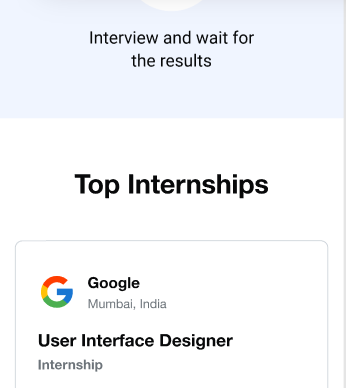 Interview and wait for
the results
Top Internships
Google
Mumbai, India
User Interface Designer
Internship